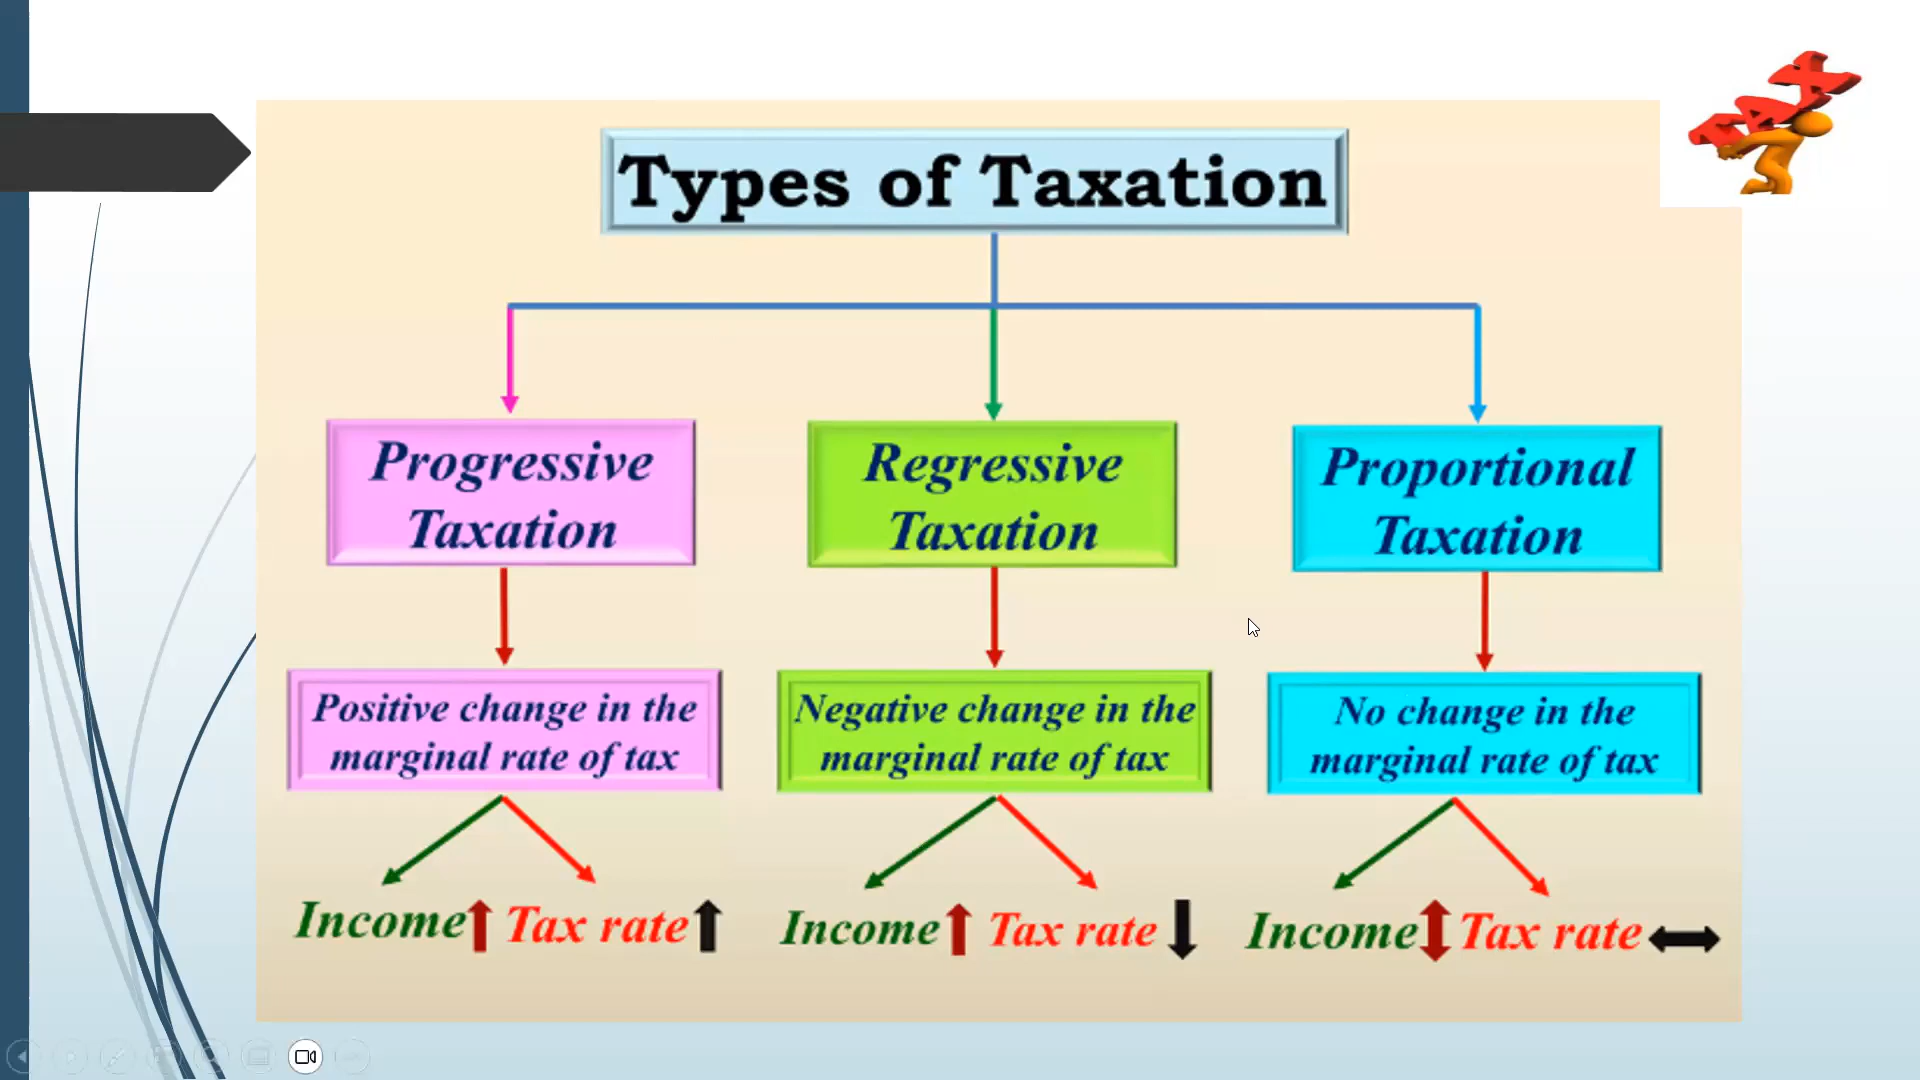 TAX
Types of Taxation
Progressive
Taxation
Regressive
Taxation
Proportional
Taxation
Positive change in the
marginal rate of tax
Negative change in the
marginal rate of tax
No change in the
marginal rate of tax
Income Tax rate
Income Tax rate
Income Tax rate